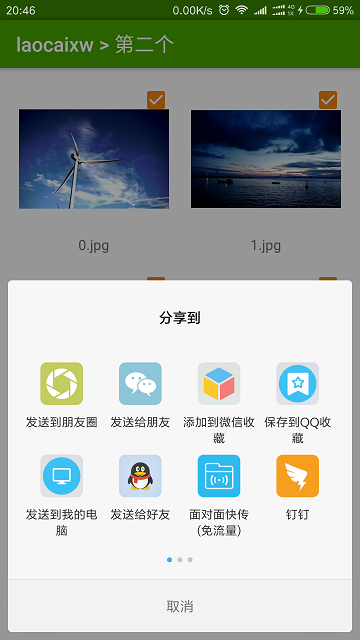 20:46 0.00K/s 4G 1X 59%
laocaixw > 第二个
0.jpg 1.jpg
分享到
发送到朋友圈 发送给朋友 添加到微信收 保存到QQ收
藏 藏
发送到我的电 发送给好友 面对面快传 钉钉
脑 (免流量)
取消